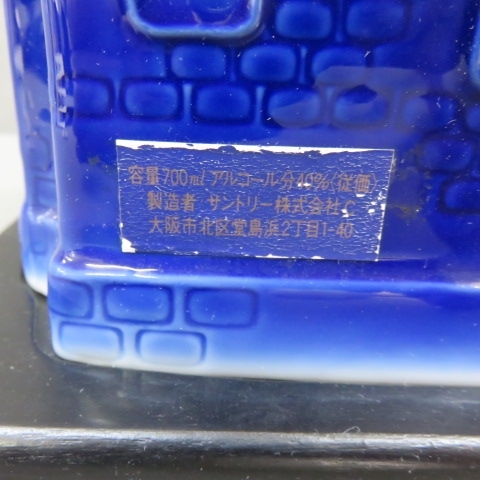 容量700ml アルコール分40%(従価)
製造者 サントリー株式会社C
大阪市北区堂島浜2丁目1-40